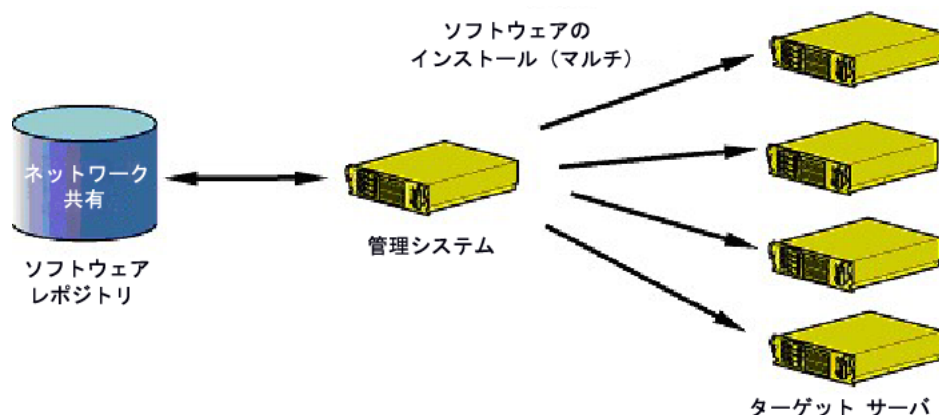 ソフトウェアの
インストール（マルチ）
ネットワーク
共有
管理システム
ソフトウェア
レポジトリ
ターゲット サーバ